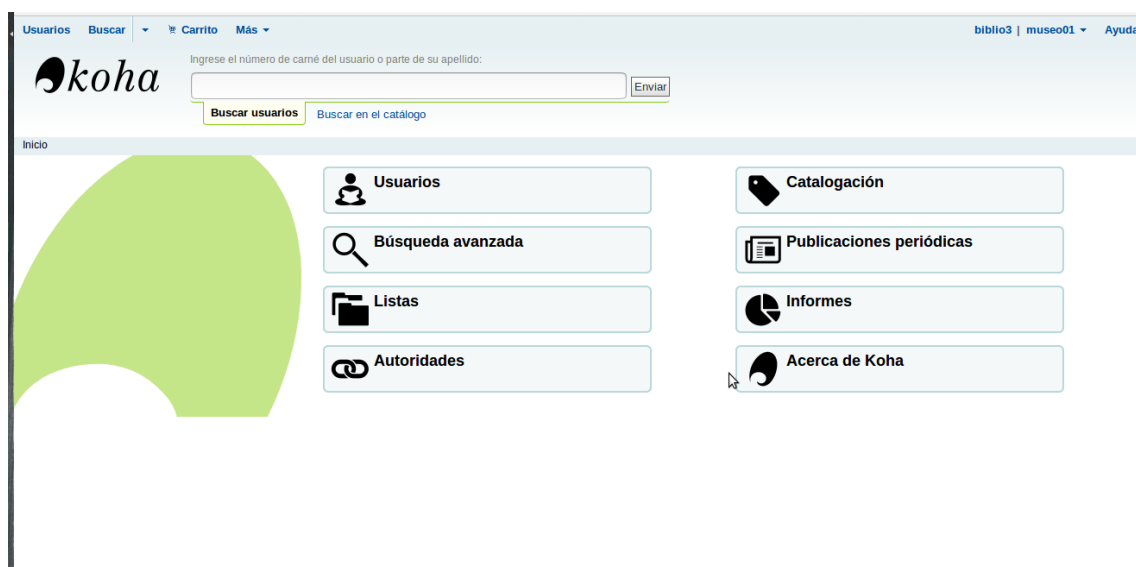 Usuarios Buscar Carrito Más biblio3 | museo01 Ayuda
koha
Ingrese el número de carné del usuario o parte de su apellido:
Enviar
Buscar usuarios Buscar en el catálogo
Inicio
Usuarios Catalogación
Búsqueda avanzada Publicaciones periódicas
Listas Informes
Autoridades Acerca de Koha